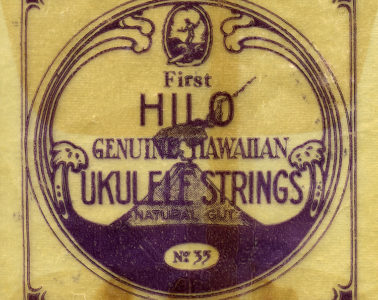 First
HILO
GENUINE HAWAIIAN
UKULELE STRINGS
NATURAL GUT
Nº 35